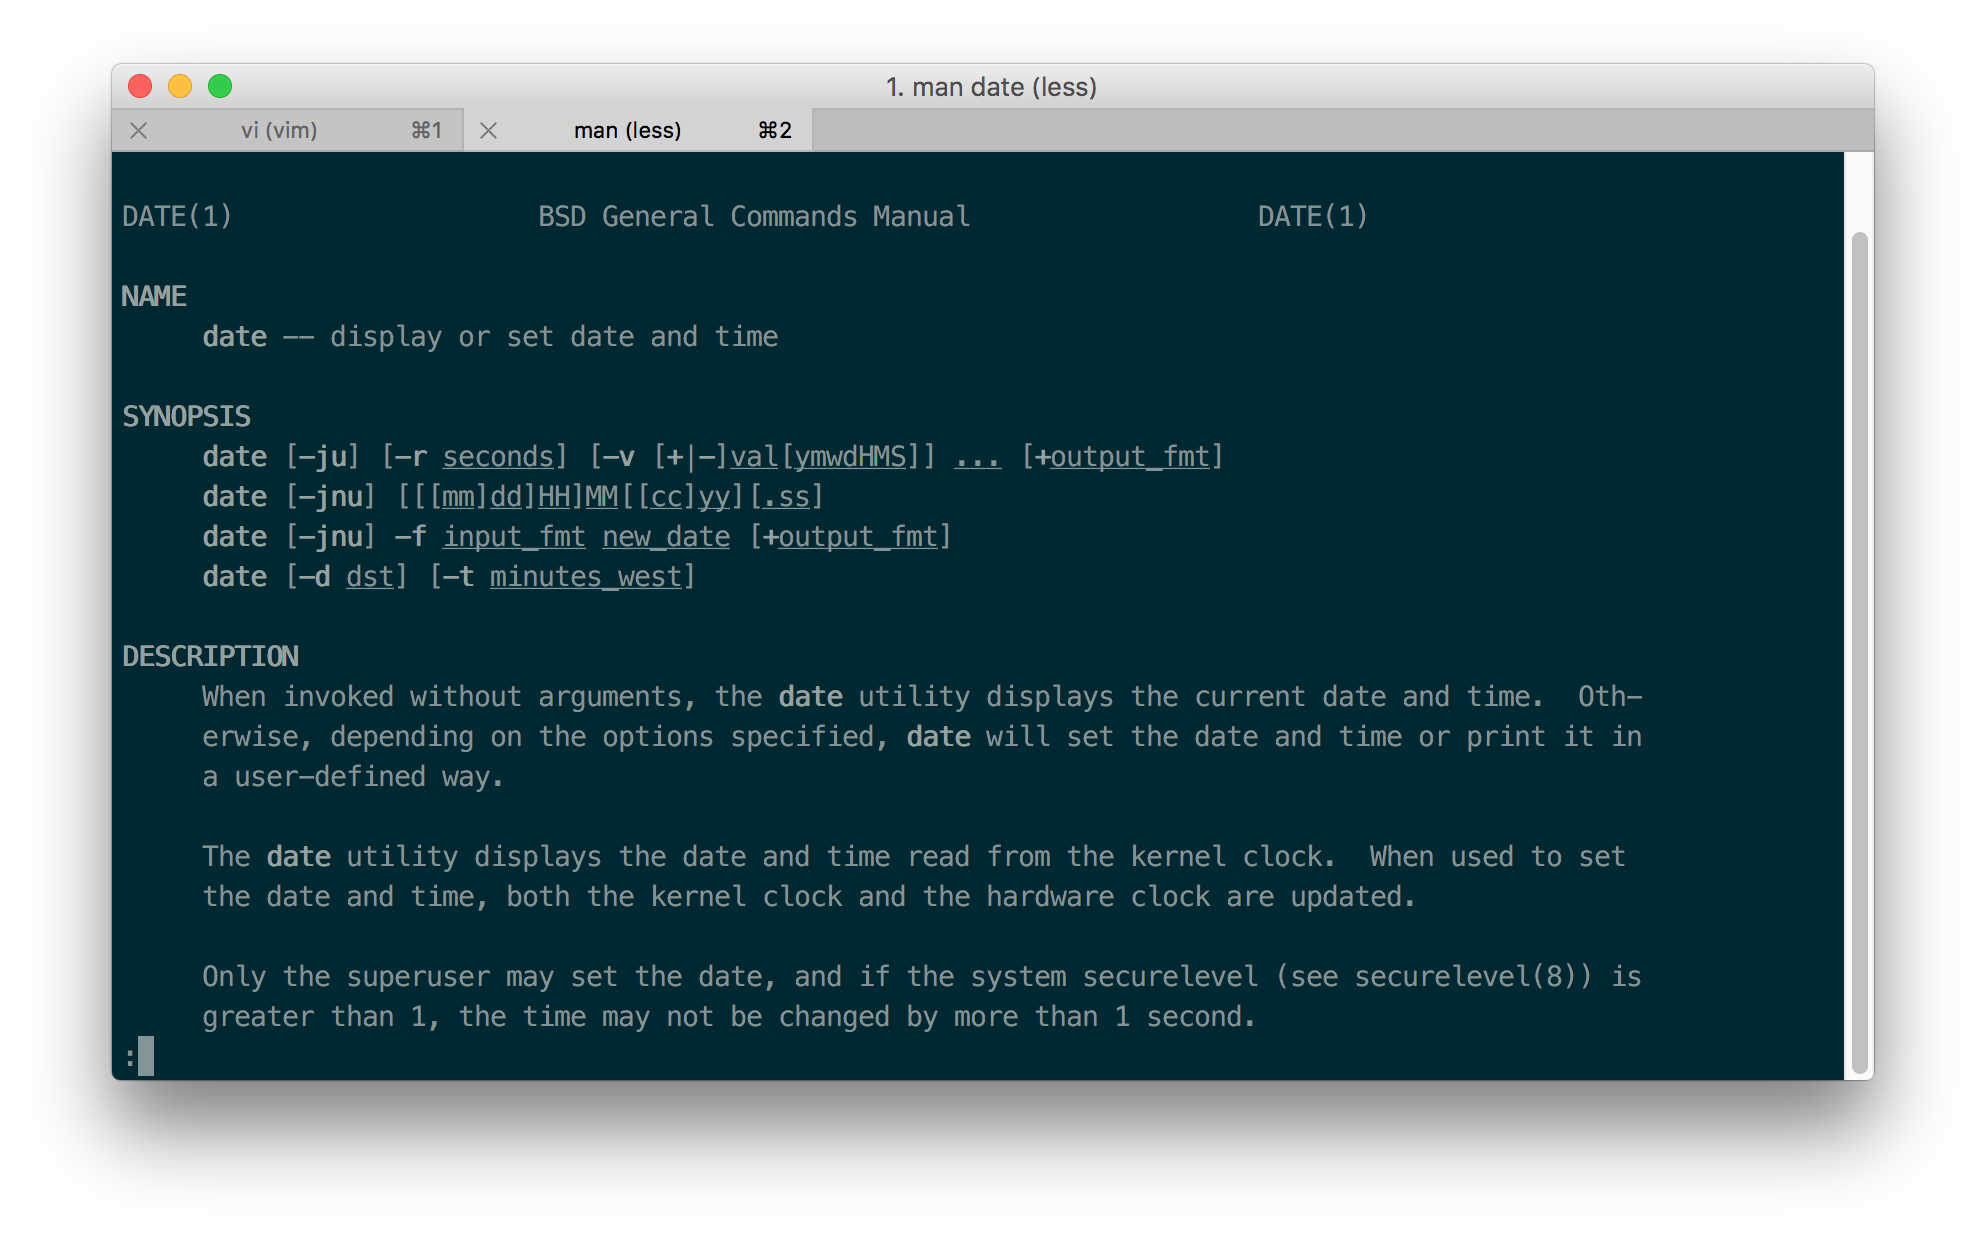 1. man date (less)
vi (vim) ⌘1 man (less) ⌘2
DATE(1)                   BSD General Commands Manual                  DATE(1)
NAME
     date -- display or set date and time
SYNOPSIS
     date [-ju] [-r seconds] [-v [+|-]val[ymwdHMS]] ... [+output_fmt]
     date [-jnu] [[[mm]dd]HH]MM[[cc]yy][.ss]
     date [-jnu] -f input_fmt new_date [+output_fmt]
     date [-d dst] [-t minutes_west]
DESCRIPTION
     When invoked without arguments, the date utility displays the current date and time.  Oth-
     erwise, depending on the options specified, date will set the date and time or print it in
     a user-defined way.
     The date utility displays the date and time read from the kernel clock.  When used to set
     the date and time, both the kernel clock and the hardware clock are updated.
     Only the superuser may set the date, and if the system securelevel (see securelevel(8)) is
     greater than 1, the time may not be changed by more than 1 second.
: